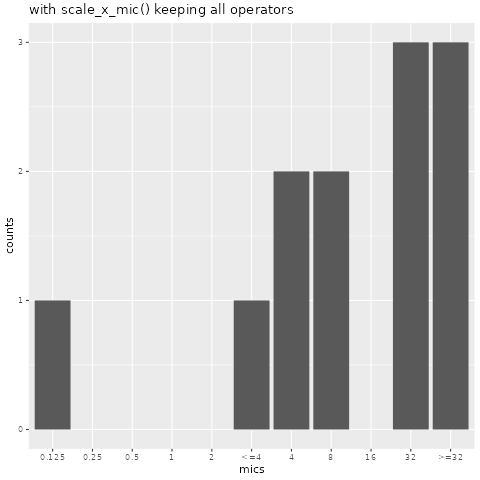 with scale_x_mic() keeping all operators
3
2
1
0
counts
0.125 0.25 0.5 1 2 <=4 4 8 16 32 >=32
mics